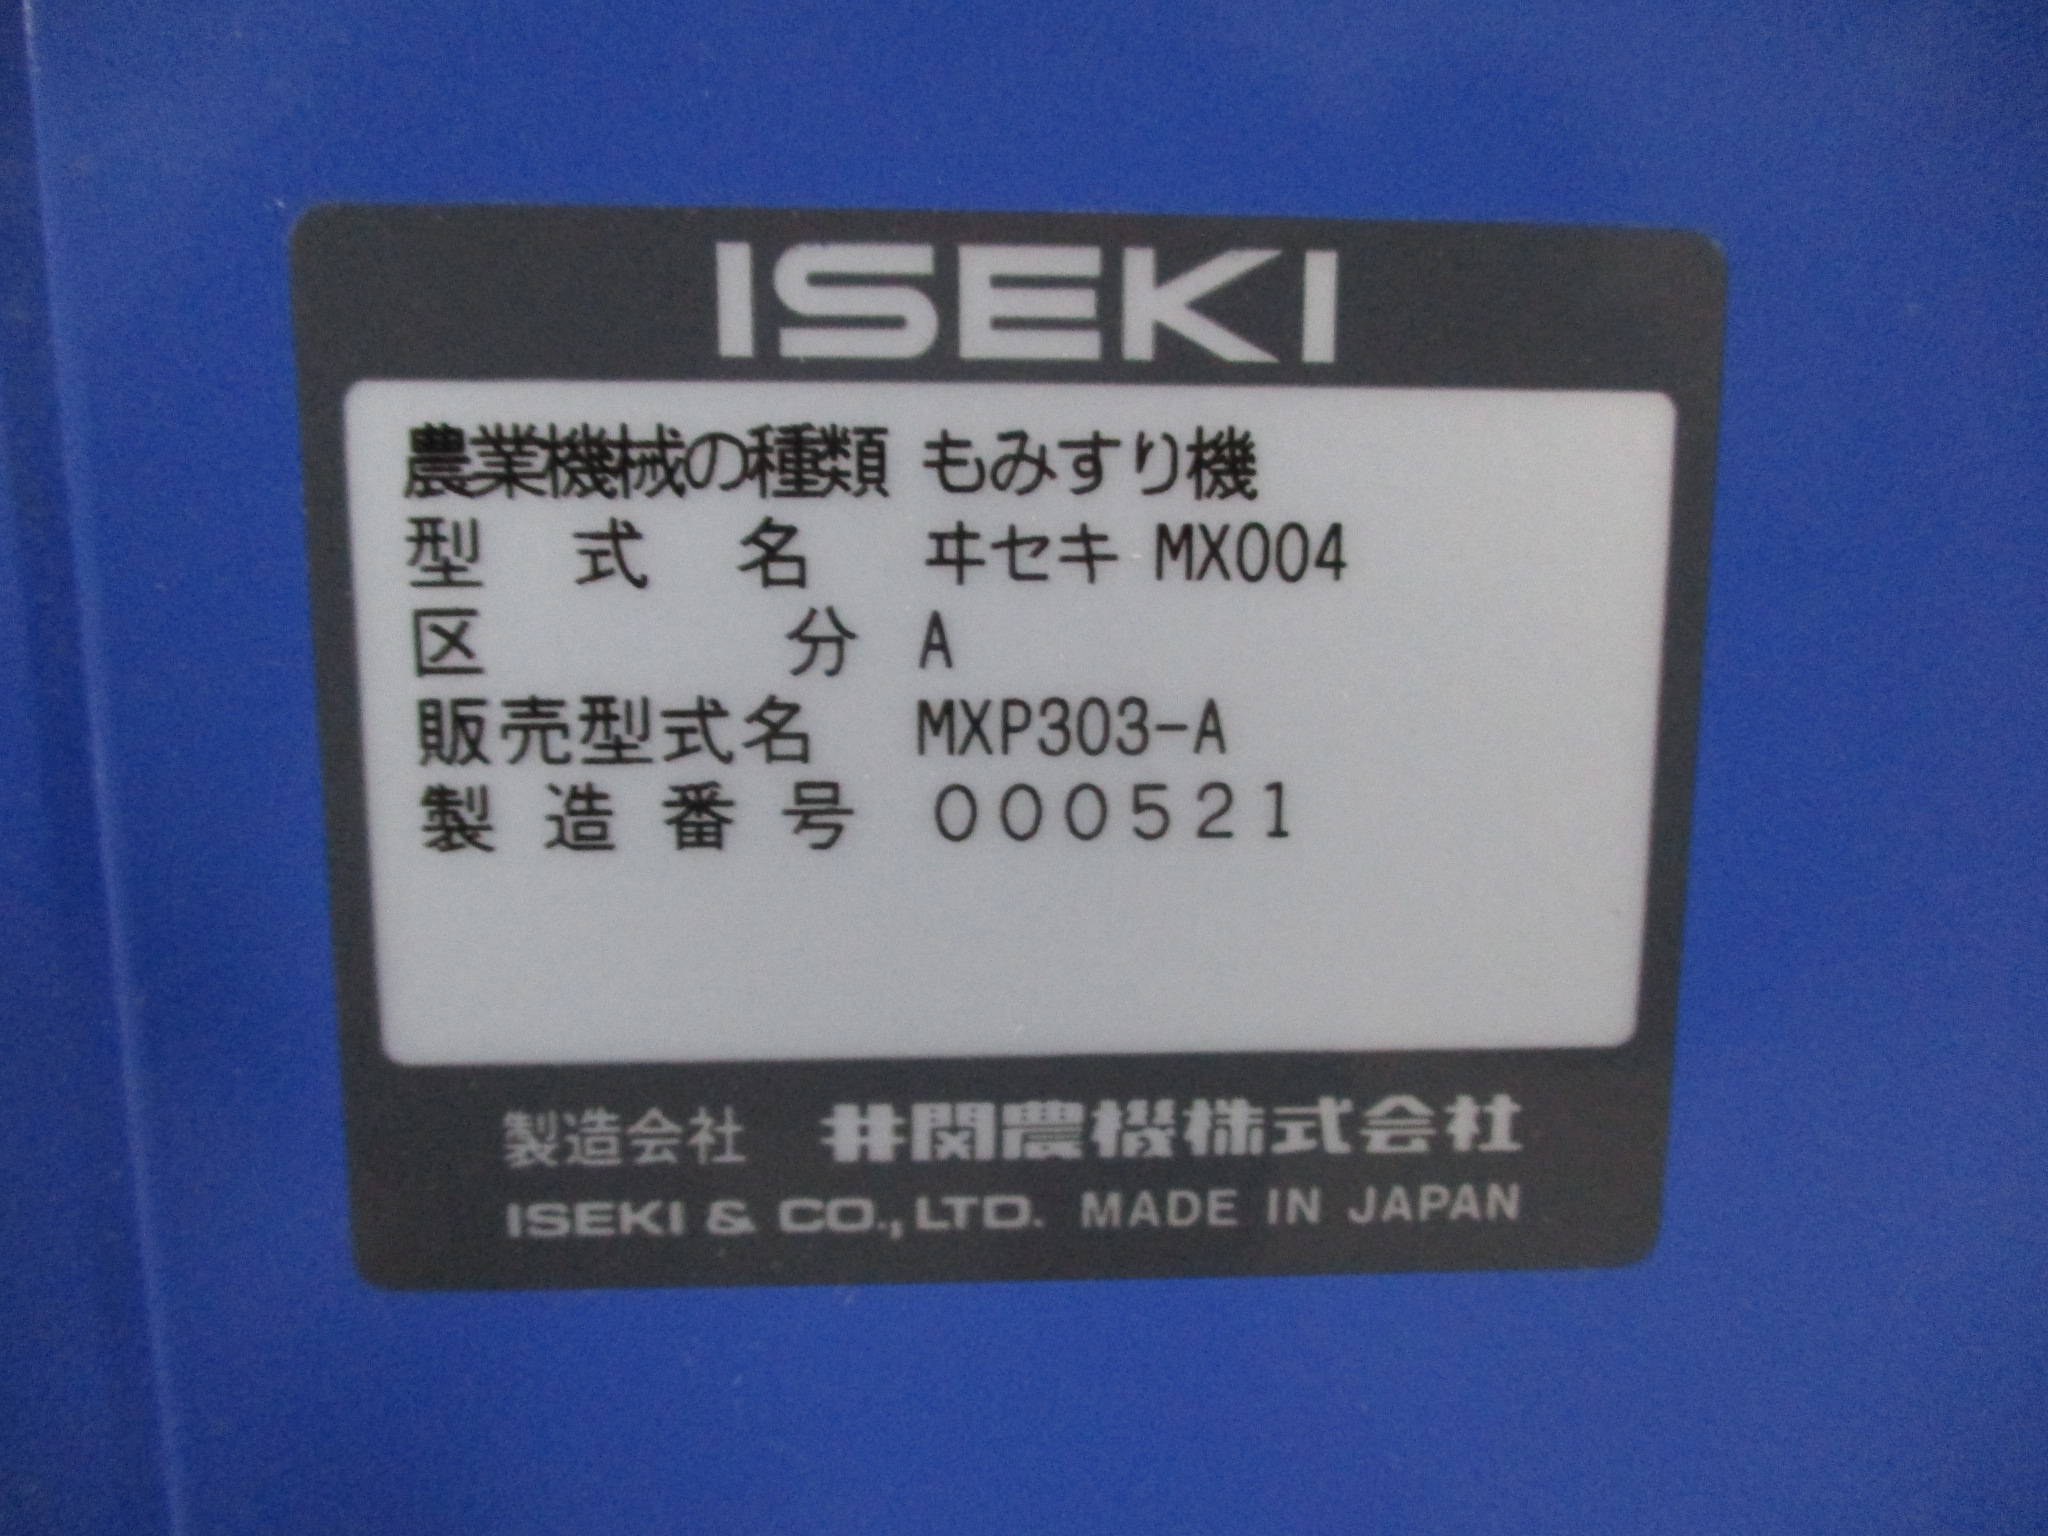 ISEKI
農業機械の種類 もみすり機
型式名 ヰセキ MX004
区分 A
販売型式名 MXP303-A
製造番号 000521
製造会社 井関農機株式会社
ISEKI & CO., LTD. MADE IN JAPAN